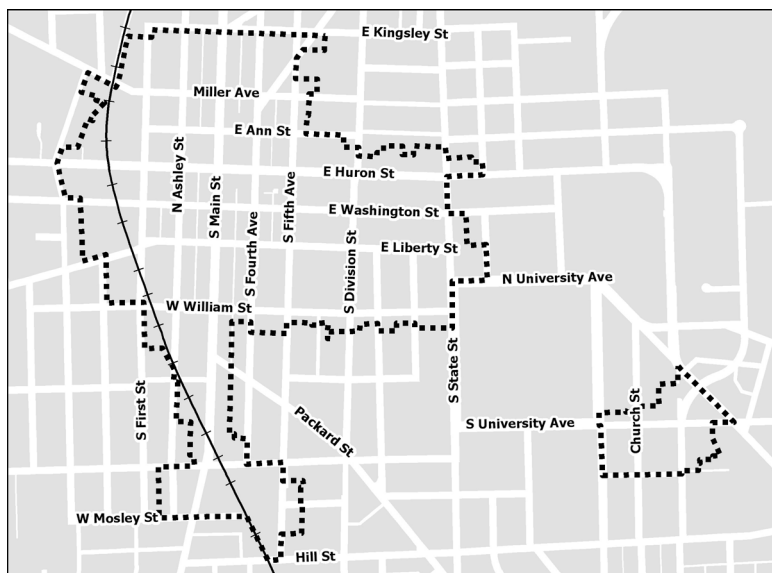 E Kingsley St
Miller Ave
E Ann St
E Huron St
N Ashley St
S Main St
S Fourth Ave
S Fifth Ave
E Washington St
S Division St
E Liberty St
N University Ave
W William St
S State St
S First St
Packard St
S University Ave
Church St
W Mosley St
Hill St